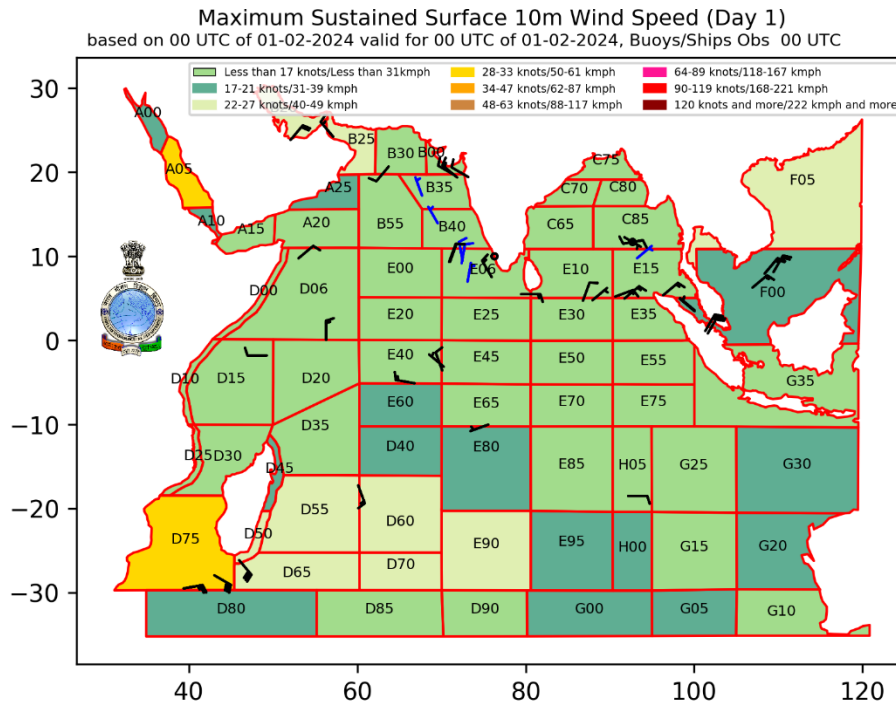 Maximum Sustained Surface 10m Wind Speed (Day 1)
based on 00 UTC of 01-02-2024 valid for 00 UTC of 01-02-2024, Buoys/Ships Obs 00 UTC
Less than 17 knots/Less than 31kmph
17-21 knots/31-39 kmph
22-27 knots/40-49 kmph
28-33 knots/50-61 kmph
34-47 knots/62-87 kmph
48-63 knots/88-117 kmph
64-89 knots/118-167 kmph
90-119 knots/168-221 kmph
120 knots and more/222 kmph and more
30
20
10
0
−10
−20
−30
A00
B25
B30
B00
C75
A05
A25
B35
C70
C80
F05
A10
A15
A20
B55
B40
C65
C85
D00
D06
E00
E06
E10
E15
F00
E20
E25
E30
E35
D10
D15
D20
E40
E45
E50
E55
G35
E60
E65
E70
E75
D25
D30
D35
D45
D40
E80
E85
H05
G25
G30
D75
D50
D55
D60
E90
E95
H00
G15
G20
D65
D70
D80
D85
D90
G00
G05
G10
40
60
80
100
120